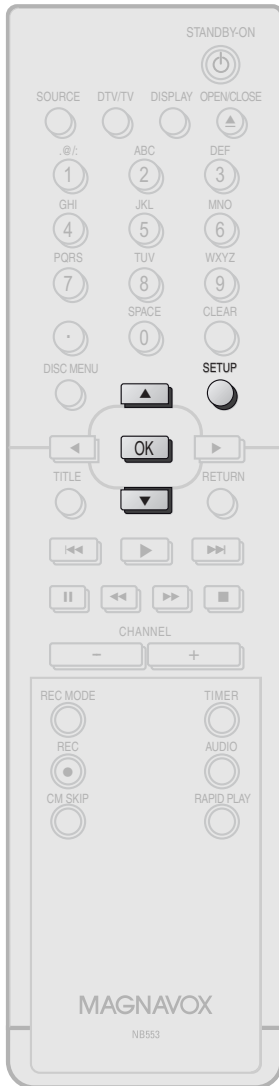 STANDBY-ON
SOURCE DTV/TV DISPLAY OPEN/CLOSE
.@/: ABC DEF
1 2 3
GHI JKL MNO
4 5 6
PQRS TUV WXYZ
7 8 9
SPACE CLEAR
• 0
DISC MENU SETUP
OK
TITLE RETURN
CHANNEL
− +
REC MODE TIMER
REC AUDIO
CM SKIP RAPID PLAY
MAGNAVOX
NB553